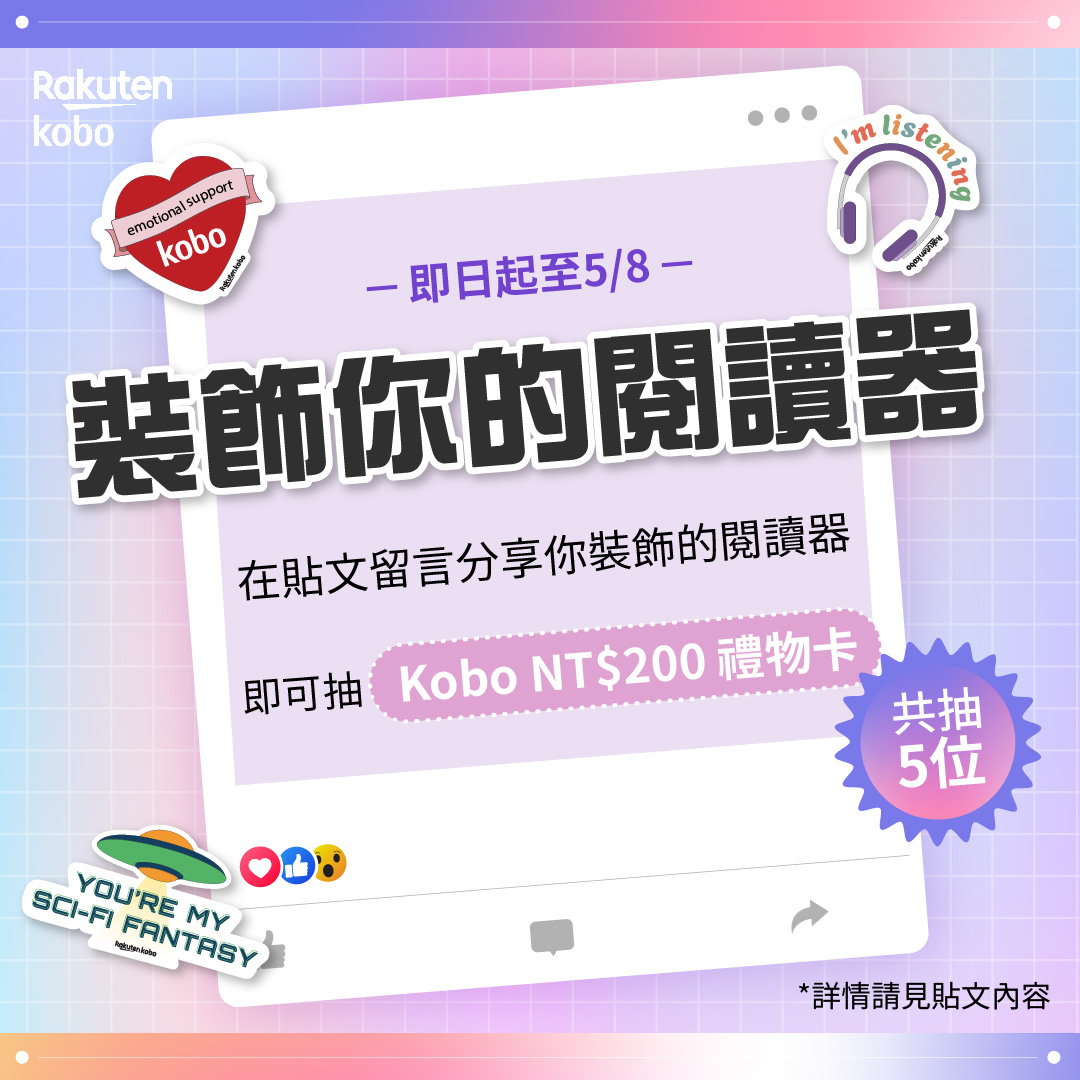 Rakuten
kobo
I'm listening
Rakuten kobo
emotional support
kobo
Rakuten kobo
— 即日起至5/8 —
裝飾你的閱讀器
在貼文留言分享你裝飾的閱讀器
即可抽 Kobo NT$200 禮物卡
共抽
5位
YOU'RE MY
SCI-FI FANTASY
Rakuten kobo
*詳情請見貼文內容